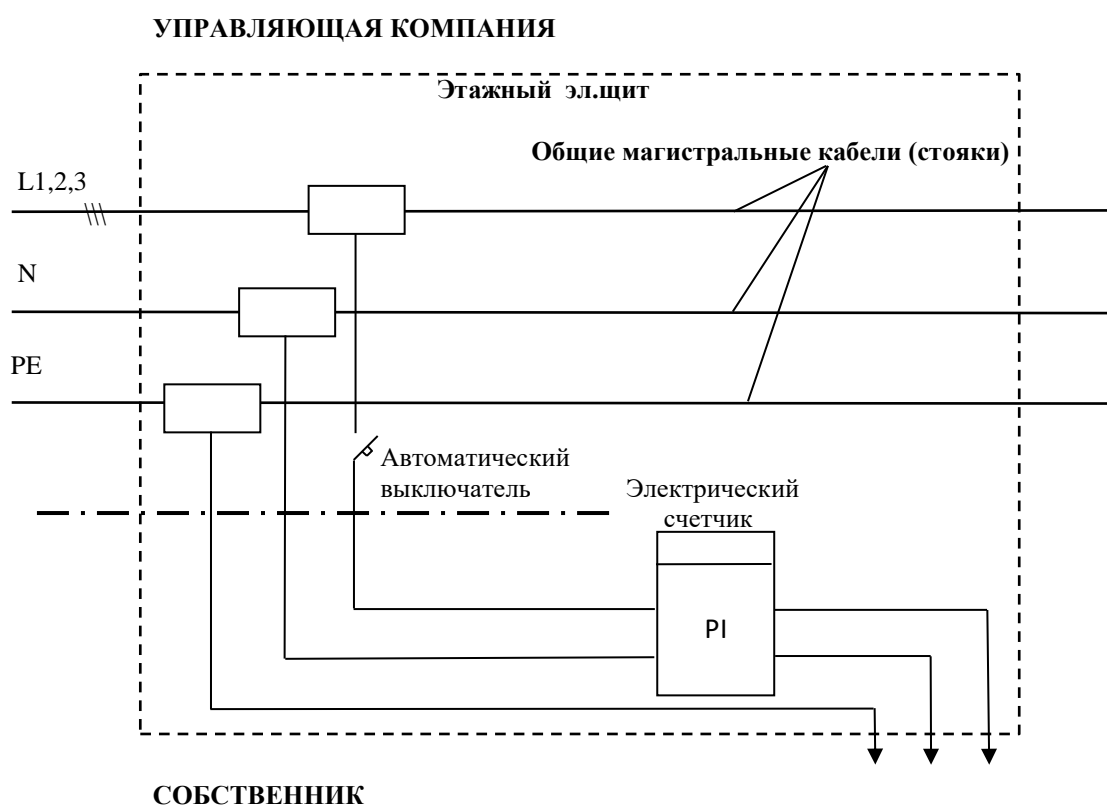 УПРАВЛЯЮЩАЯ КОМПАНИЯ
Этажный эл.щит
Общие магистральные кабели (стояки)
L1,2,3
N
PE
Автоматический
выключатель
Электрический
счетчик
PI
СОБСТВЕННИК